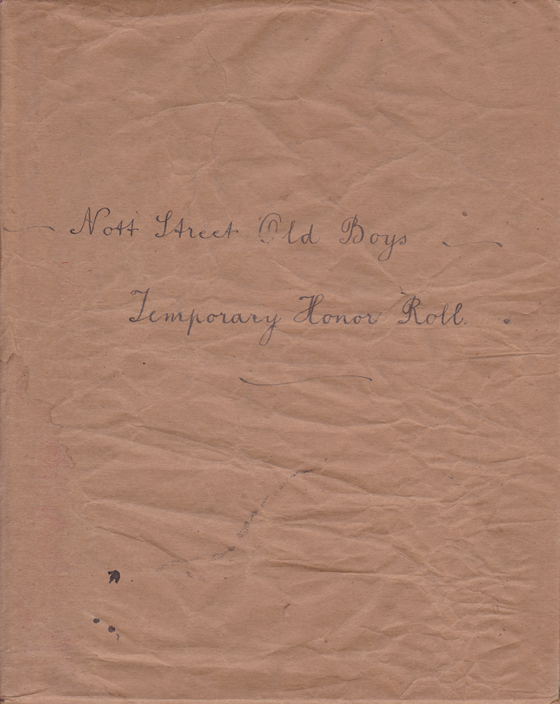 Nott Street Old Boys
Temporary Honor Roll.